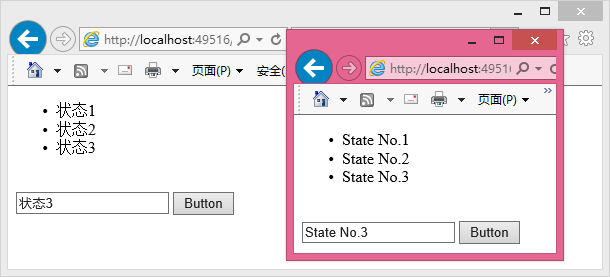 http://localhost:49516/
页面(P)
安全(
状态1
状态2
状态3
状态3
Button
http://localhost:4951
页面(P)
State No.1
State No.2
State No.3
State No.3
Button